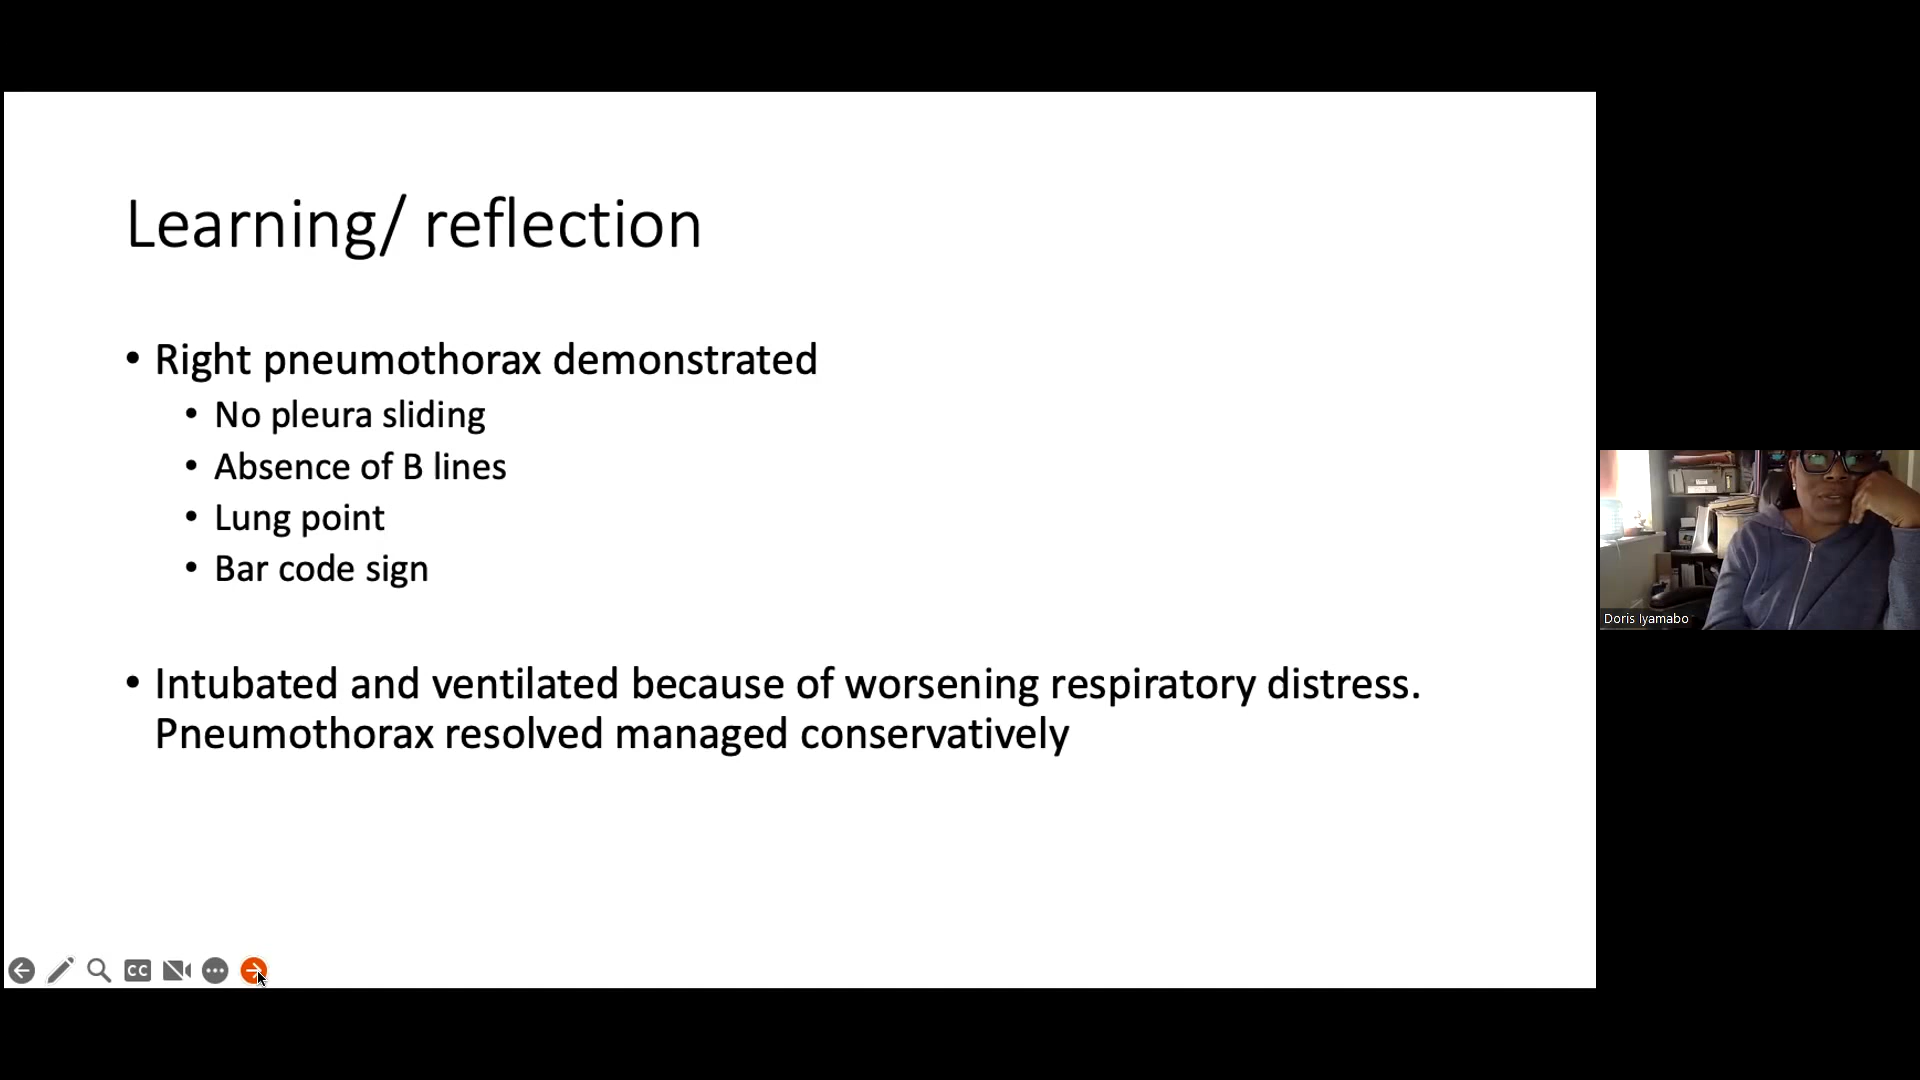 Learning/ reflection
• Right pneumothorax demonstrated
• No pleura sliding
• Absence of B lines
• Lung point
• Bar code sign
• Intubated and ventilated because of worsening respiratory distress.
Pneumothorax resolved managed conservatively
Doris Iyamabo
CC